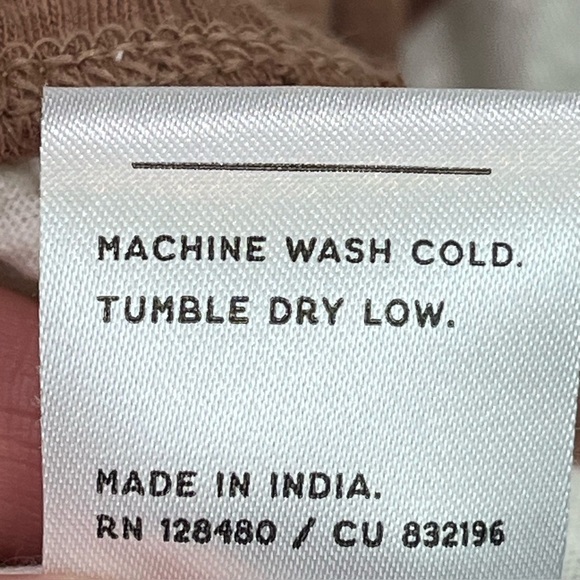 MACHINE WASH COLD.
TUMBLE DRY LOW.
MADE IN INDIA.
RN 128480 / CU 832196